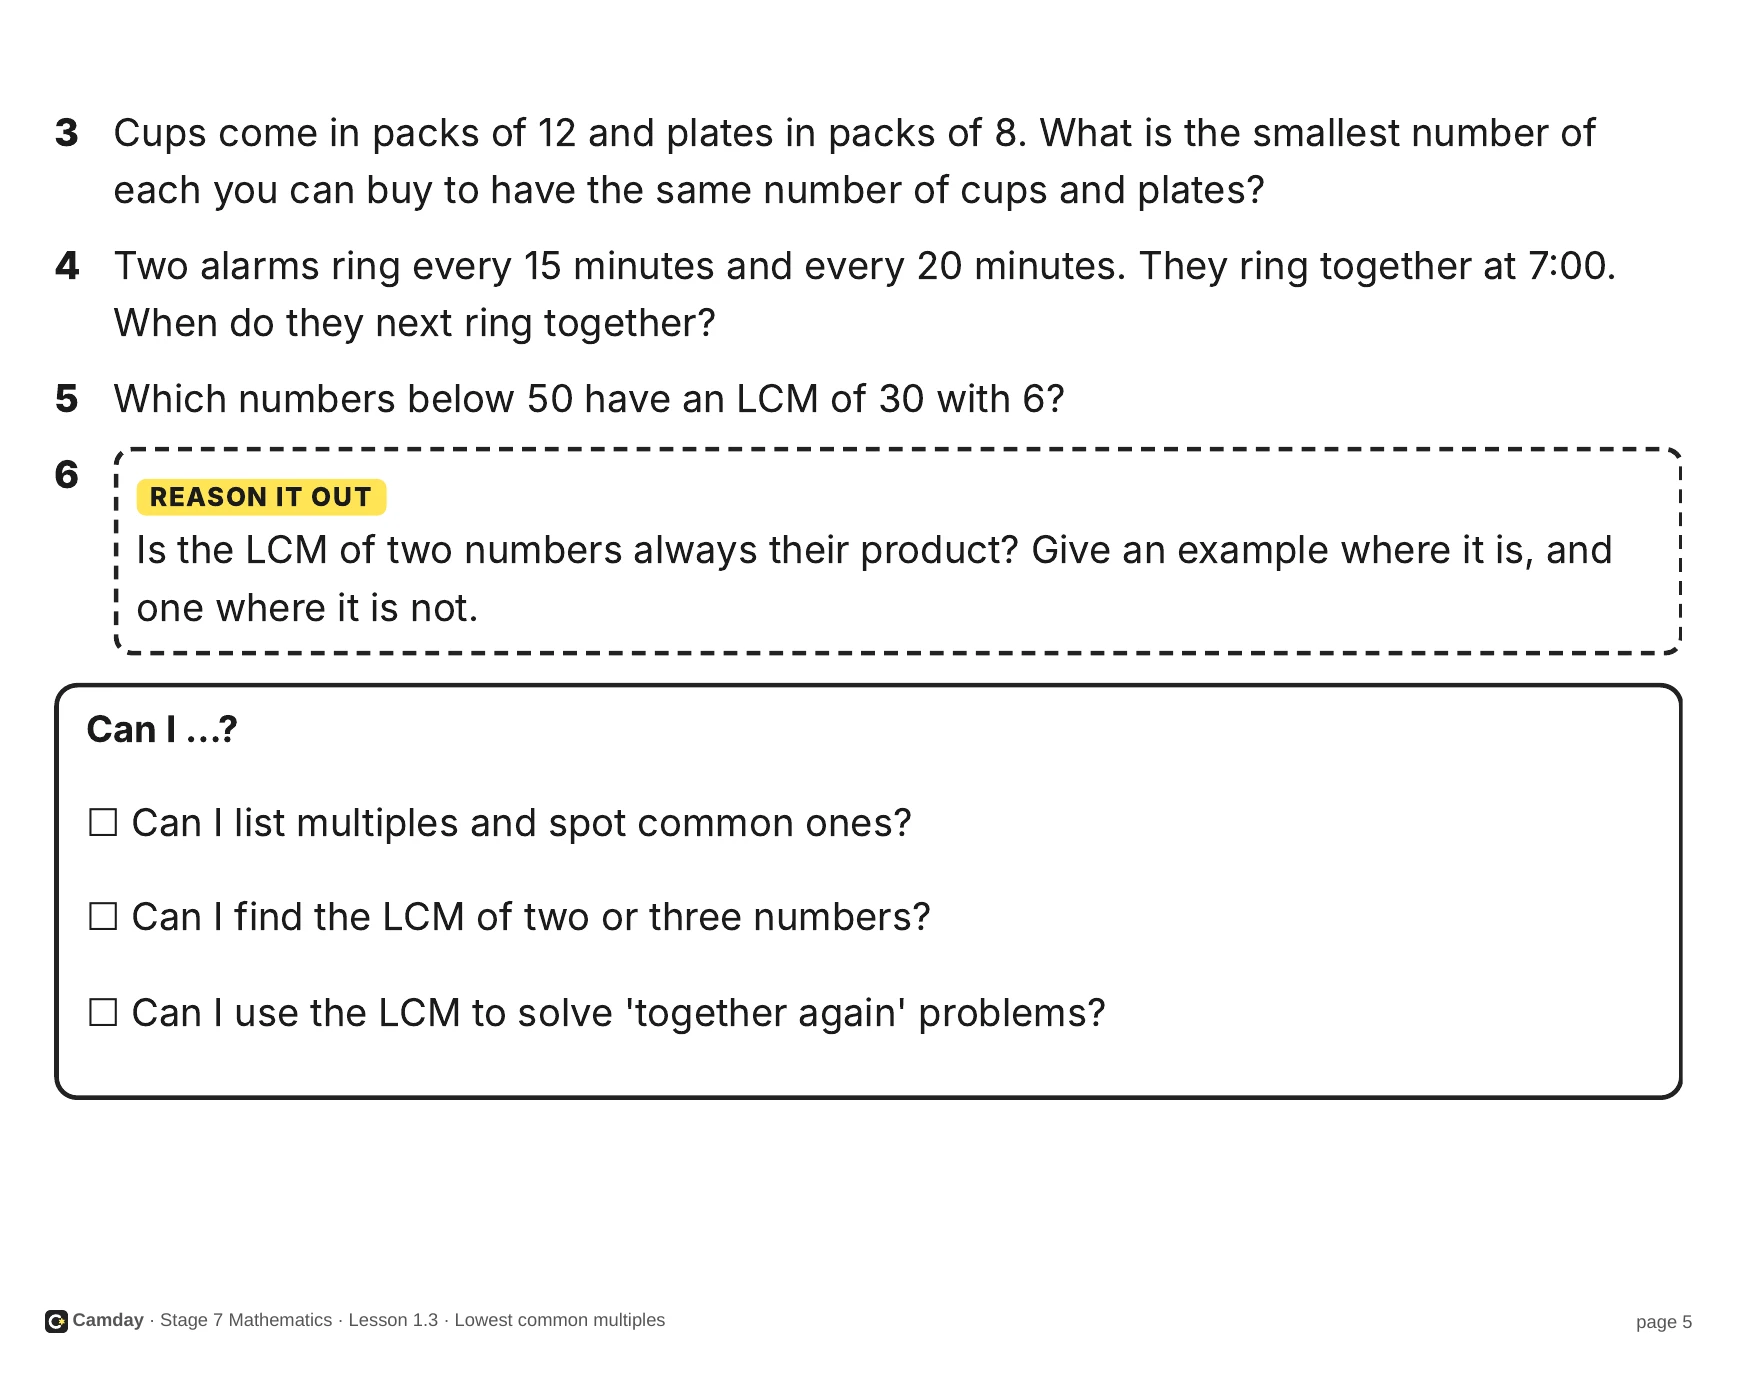 3 Cups come in packs of 12 and plates in packs of 8. What is the smallest number of
each you can buy to have the same number of cups and plates?
4 Two alarms ring every 15 minutes and every 20 minutes. They ring together at 7:00.
When do they next ring together?
5 Which numbers below 50 have an LCM of 30 with 6?
6
REASON IT OUT
Is the LCM of two numbers always their product? Give an example where it is, and
one where it is not.
Can I ...?
☐ Can I list multiples and spot common ones?
☐ Can I find the LCM of two or three numbers?
☐ Can I use the LCM to solve 'together again' problems?
Camday · Stage 7 Mathematics · Lesson 1.3 · Lowest common multiples
page 5